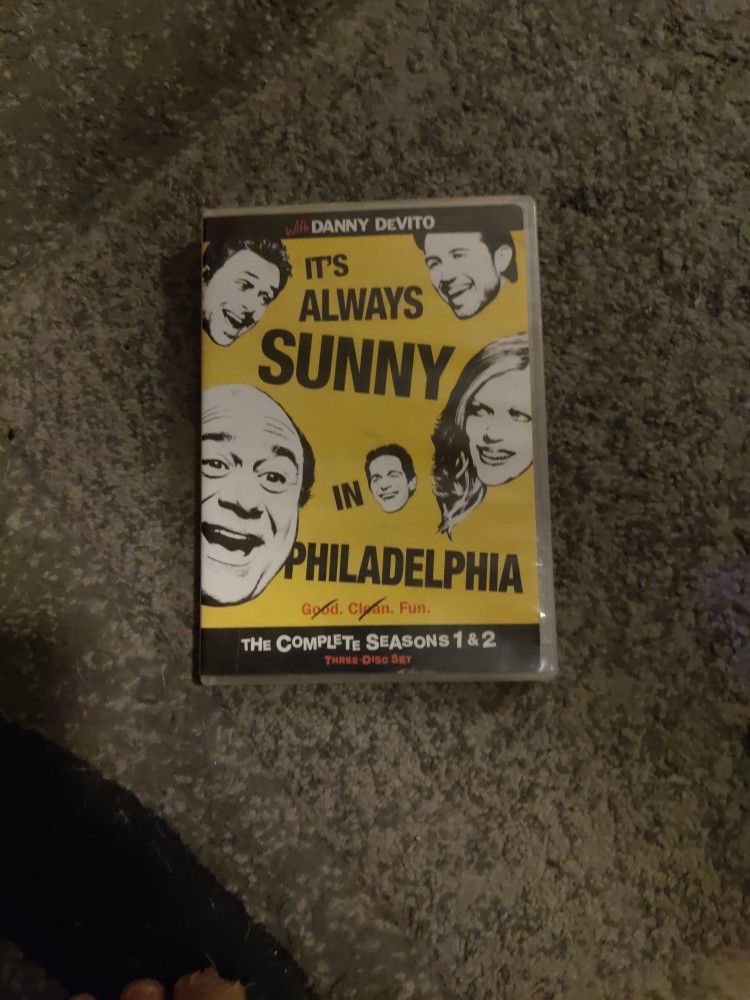 with DANNY DEVITO
IT'S
ALWAYS
SUNNY
IN
PHILADELPHIA
Good. Clean. Fun.
THE COMPLETE SEASONS 1 & 2
THREE-DISC SET